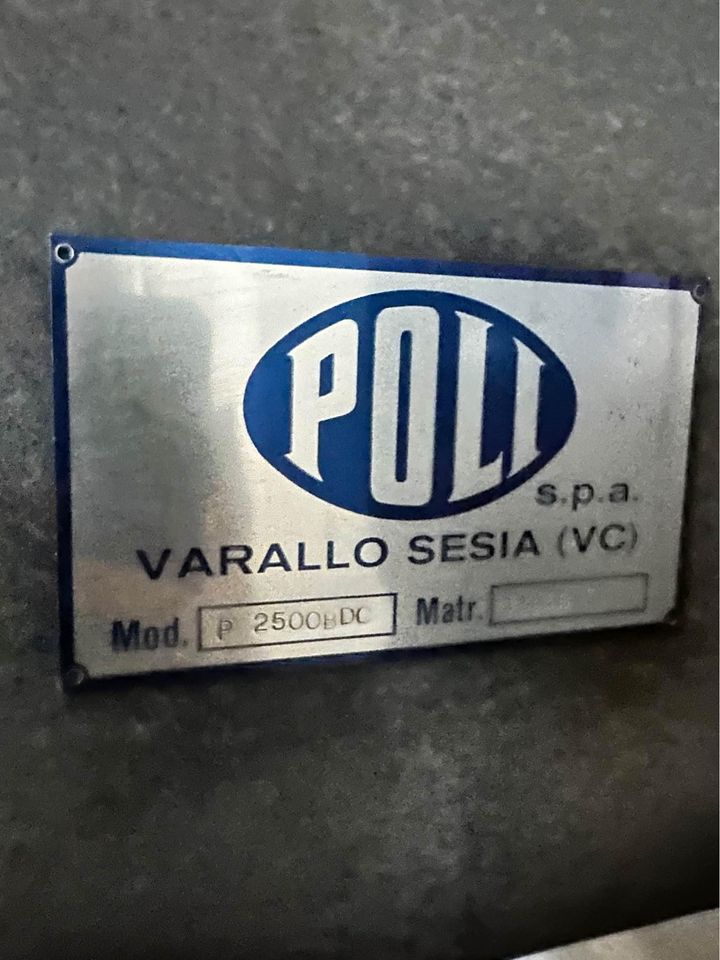 POLI
s.p.a.
VARALLO SESIA (VC)
Mod. P 2500BDC Matr.